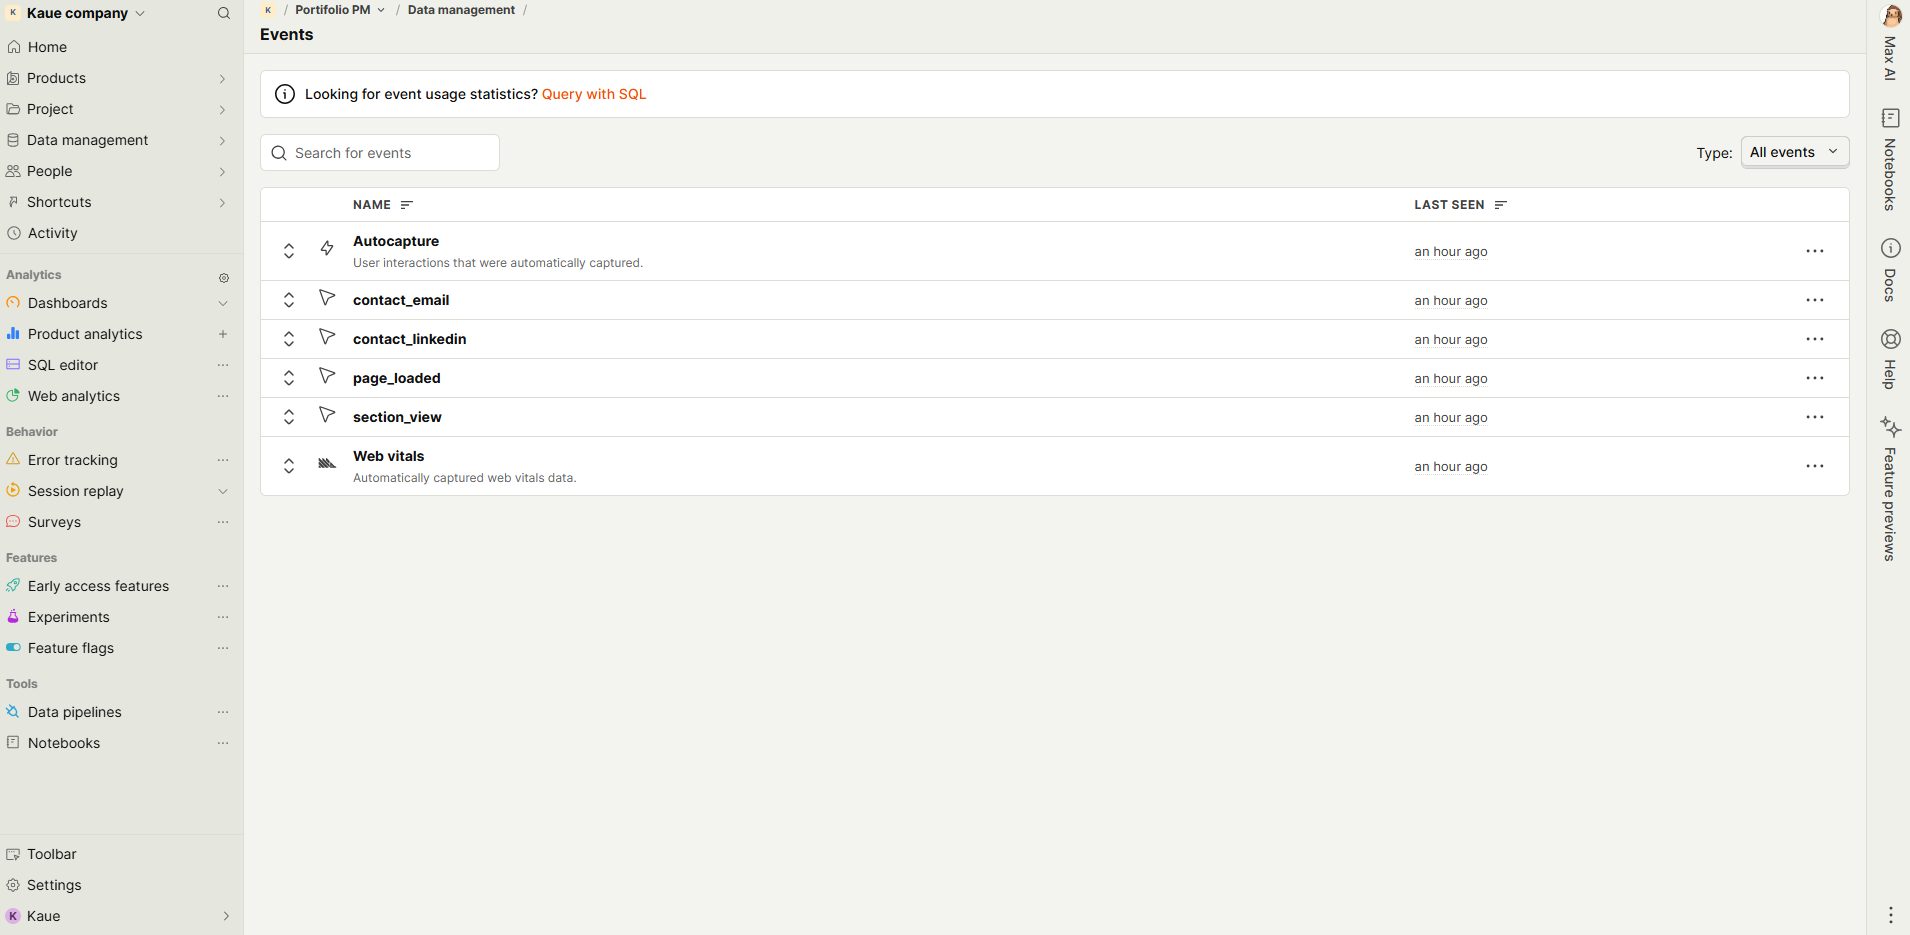 K Kaue company
Home
Products
Project
Data management
People
Shortcuts
Activity
Analytics
Dashboards
Product analytics
SQL editor
Web analytics
Behavior
Error tracking
Session replay
Surveys
Features
Early access features
Experiments
Feature flags
Tools
Data pipelines
Notebooks
Toolbar
Settings
K Kaue
K / Portifolio PM / Data management /
Events
Looking for event usage statistics? Query with SQL
Search for events
Type: All events
NAME LAST SEEN
Autocapture
User interactions that were automatically captured.
an hour ago
contact_email an hour ago
contact_linkedin an hour ago
page_loaded an hour ago
section_view an hour ago
Web vitals
Automatically captured web vitals data.
an hour ago
Max AI
Notebooks
Docs
Help
Feature previews